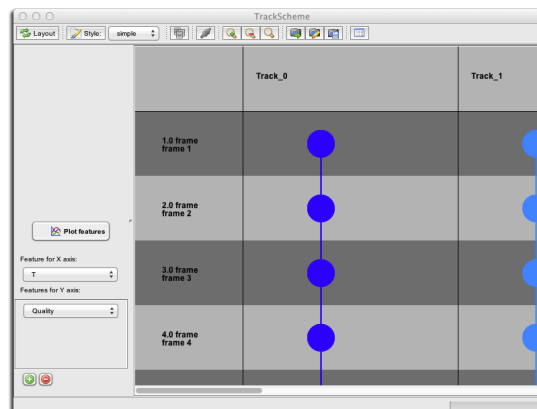 TrackScheme
Layout
Style:
simple
Track_0
Track_1
1.0 frame
frame 1
2.0 frame
frame 2
Plot features
Feature for X axis:
T
3.0 frame
frame 3
Features for Y axis:
Quality
4.0 frame
frame 4